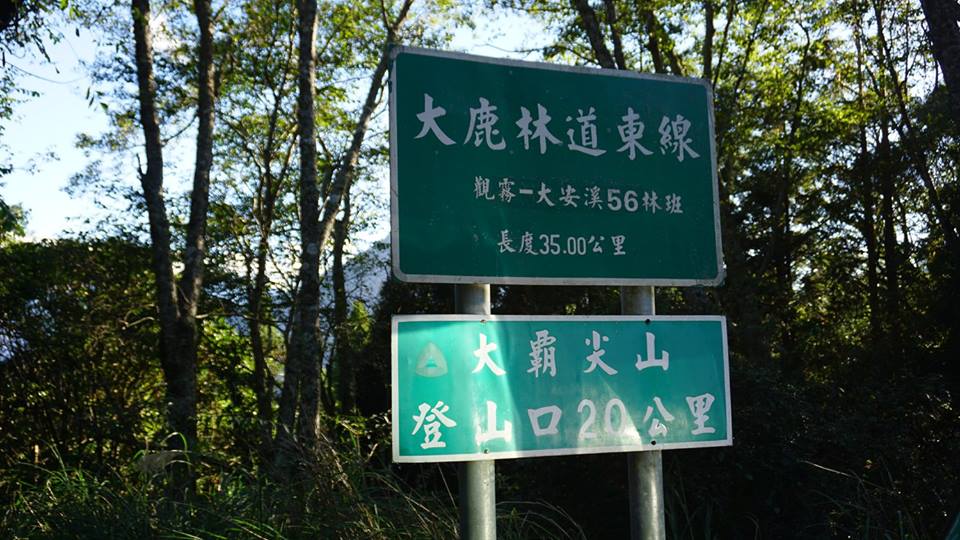 大鹿林道東線
觀霧－大安溪56林班
長度35.00公里
大霸尖山
登山口20公里